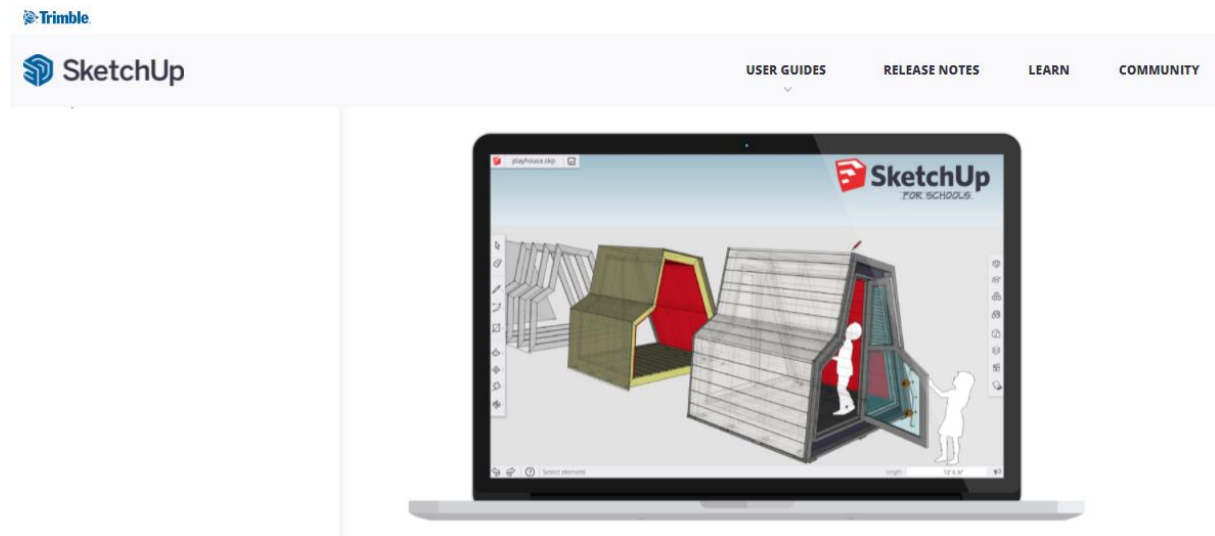 Trimble
SketchUp
USER GUIDES
RELEASE NOTES
LEARN
COMMUNITY
playhouse.skp
SketchUp
FOR SCHOOLS
Select element
Length